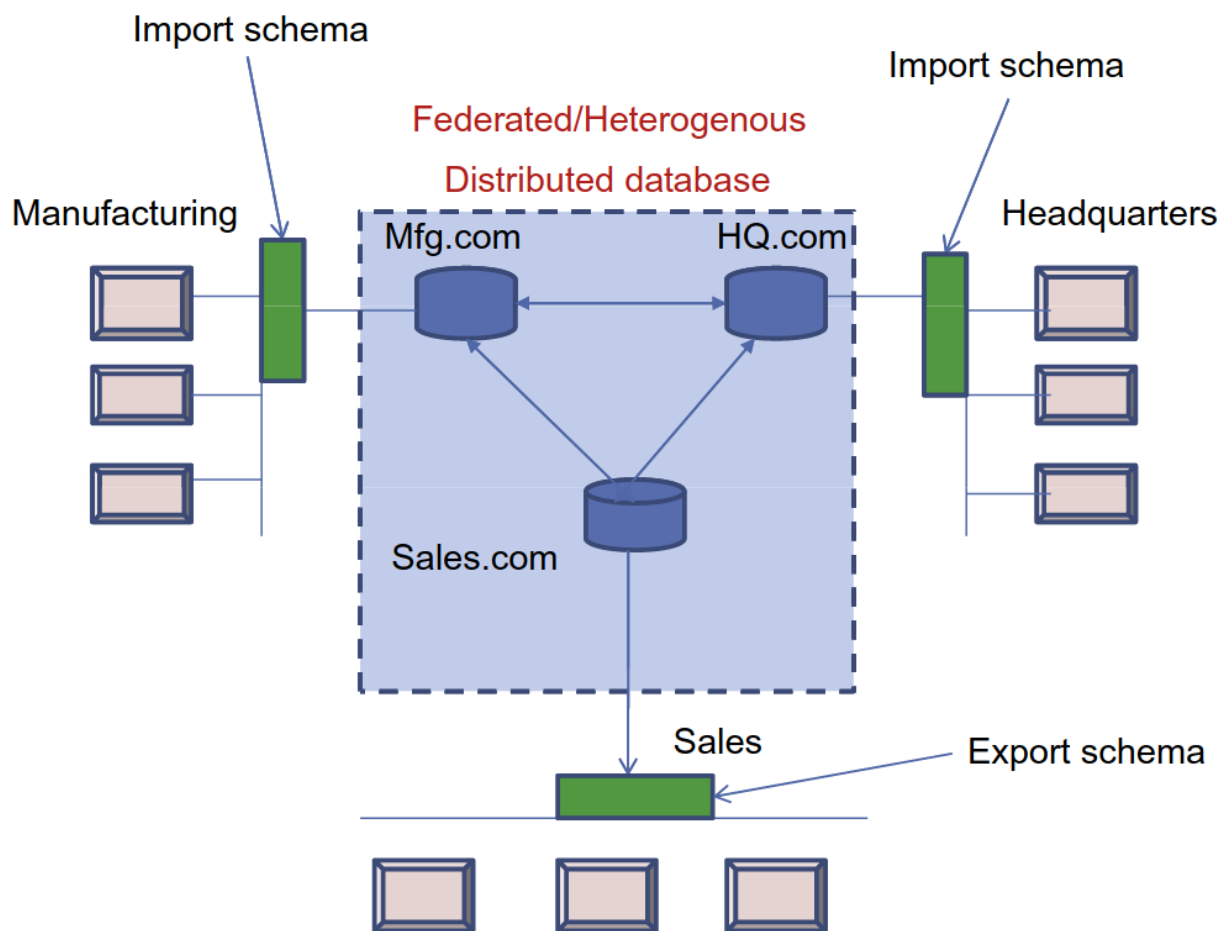 Import schema
Import schema
Federated/Heterogenous
Distributed database
Manufacturing
Headquarters
Mfg.com
HQ.com
Sales.com
Sales
Export schema